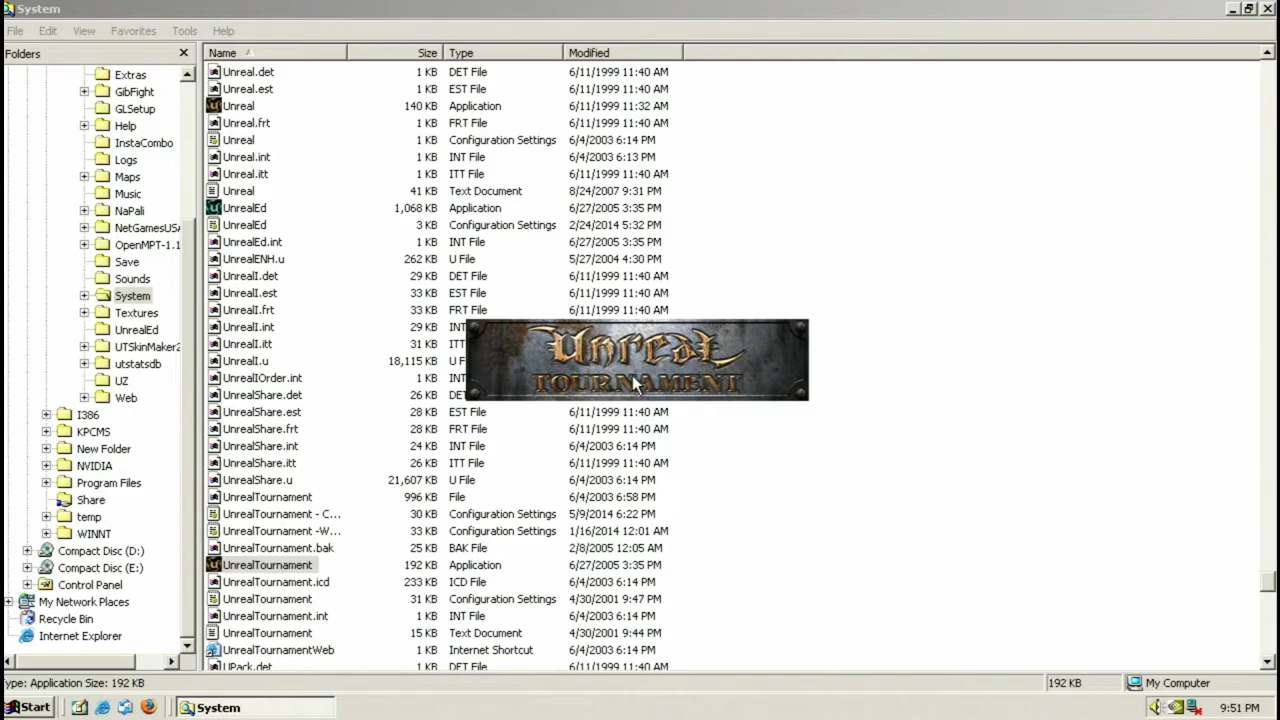 System
File Edit View Favorites Tools Help
Folders
Extras
GibFight
GLSetup
Help
InstaCombo
Logs
Maps
Music
NaPali
NetGamesUSA
OpenMPT-1.1
Save
Sounds
System
Textures
UnrealEd
UTSkinMaker2
utstatsdb
UZ
Web
I386
KPCMS
New Folder
NVIDIA
Program Files
Share
temp
WINNT
Compact Disc (D:)
Compact Disc (E:)
Control Panel
My Network Places
Recycle Bin
Internet Explorer
Name Size Type Modified
Unreal.det 1 KB DET File 6/11/1999 11:40 AM
Unreal.est 1 KB EST File 6/11/1999 11:40 AM
Unreal 140 KB Application 6/11/1999 11:32 AM
Unreal.frt 1 KB FRT File 6/11/1999 11:40 AM
Unreal 1 KB Configuration Settings 6/4/2003 6:14 PM
Unreal.int 1 KB INT File 6/4/2003 6:13 PM
Unreal.itt 1 KB ITT File 6/11/1999 11:40 AM
Unreal 41 KB Text Document 8/24/2007 9:31 PM
UnrealEd 1,068 KB Application 6/27/2005 3:35 PM
UnrealEd 3 KB Configuration Settings 2/24/2014 5:32 PM
UnrealEd.int 1 KB INT File 6/27/2005 3:35 PM
UnrealENH.u 262 KB U File 5/27/2004 4:30 PM
UnrealI.det 29 KB DET File 6/11/1999 11:40 AM
UnrealI.est 33 KB EST File 6/11/1999 11:40 AM
UnrealI.frt 33 KB FRT File 6/11/1999 11:40 AM
UnrealI.int 29 KB INT
UnrealI.itt 31 KB ITT
UnrealI.u 18,115 KB U F
UnrealIOrder.int 1 KB INT
UnrealShare.det 26 KB DE
Unreal
TOURNAMENT
UnrealShare.est 28 KB EST File 6/11/1999 11:40 AM
UnrealShare.frt 28 KB FRT File 6/11/1999 11:40 AM
UnrealShare.int 24 KB INT File 6/4/2003 6:14 PM
UnrealShare.itt 26 KB ITT File 6/11/1999 11:40 AM
UnrealShare.u 21,607 KB U File 6/4/2003 6:14 PM
UnrealTournament 996 KB File 6/4/2003 6:58 PM
UnrealTournament - C... 30 KB Configuration Settings 5/9/2014 6:22 PM
UnrealTournament -W... 33 KB Configuration Settings 1/16/2014 12:01 AM
UnrealTournament.bak 25 KB BAK File 2/8/2005 12:05 AM
UnrealTournament 192 KB Application 6/27/2005 3:35 PM
UnrealTournament.icd 233 KB ICD File 6/4/2003 6:14 PM
UnrealTournament 31 KB Configuration Settings 4/30/2001 9:47 PM
UnrealTournament.int 1 KB INT File 6/4/2003 6:14 PM
UnrealTournament 15 KB Text Document 4/30/2001 9:44 PM
UnrealTournamentWeb 1 KB Internet Shortcut 6/4/2003 6:14 PM
UPack.det 1 KB DET File 6/11/1999 11:40 AM
ype: Application Size: 192 KB 192 KB My Computer
Start System 9:51 PM